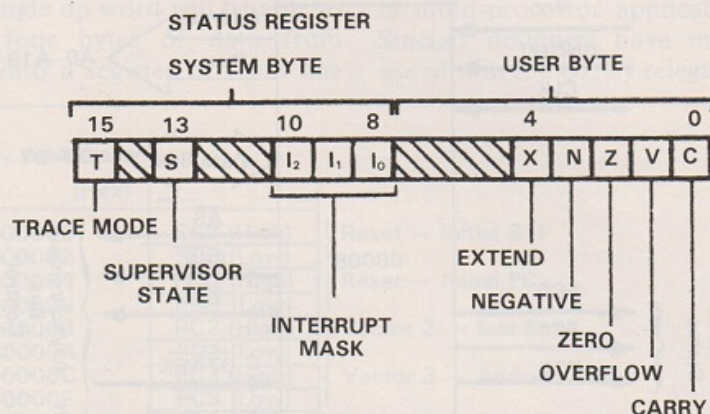 STATUS REGISTER
SYSTEM BYTE
USER BYTE
15 13 10 8 4 0
T S I₂ I₁ I₀ X N Z V C
TRACE MODE
SUPERVISOR
STATE
INTERRUPT
MASK
EXTEND
NEGATIVE
ZERO
OVERFLOW
CARRY